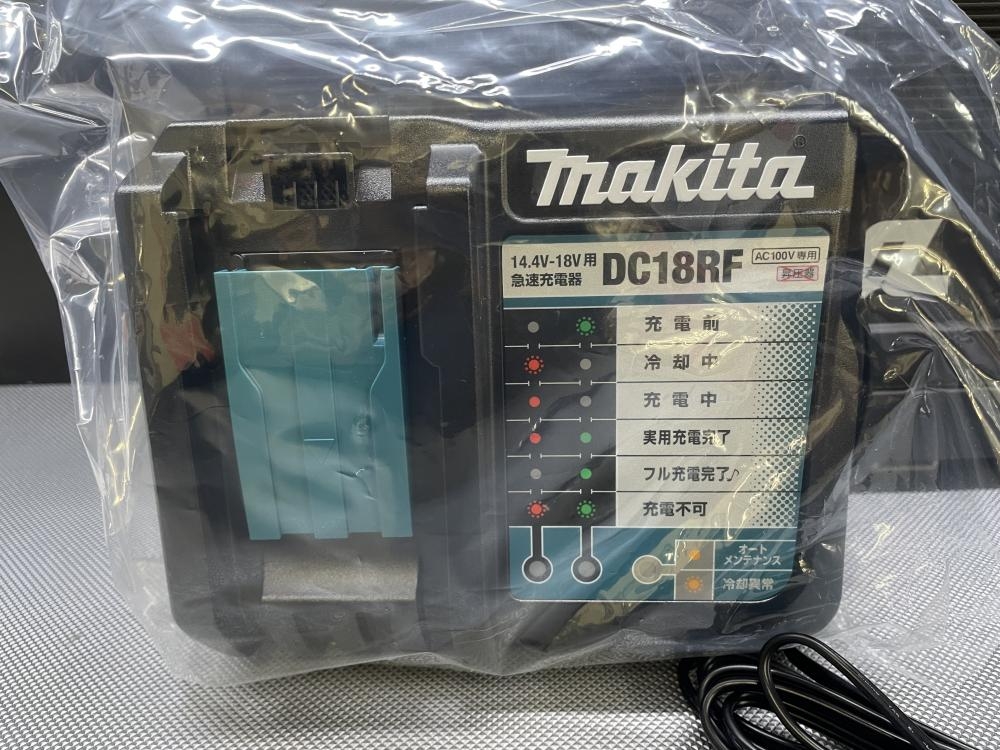 makita®
14.4V-18V用
急速充電器
DC18RF
AC100V専用
昇圧器
充電前
冷却中
充電中
実用充電完了
フル充電完了♪
充電不可
オート
メンテナンス
冷却異常